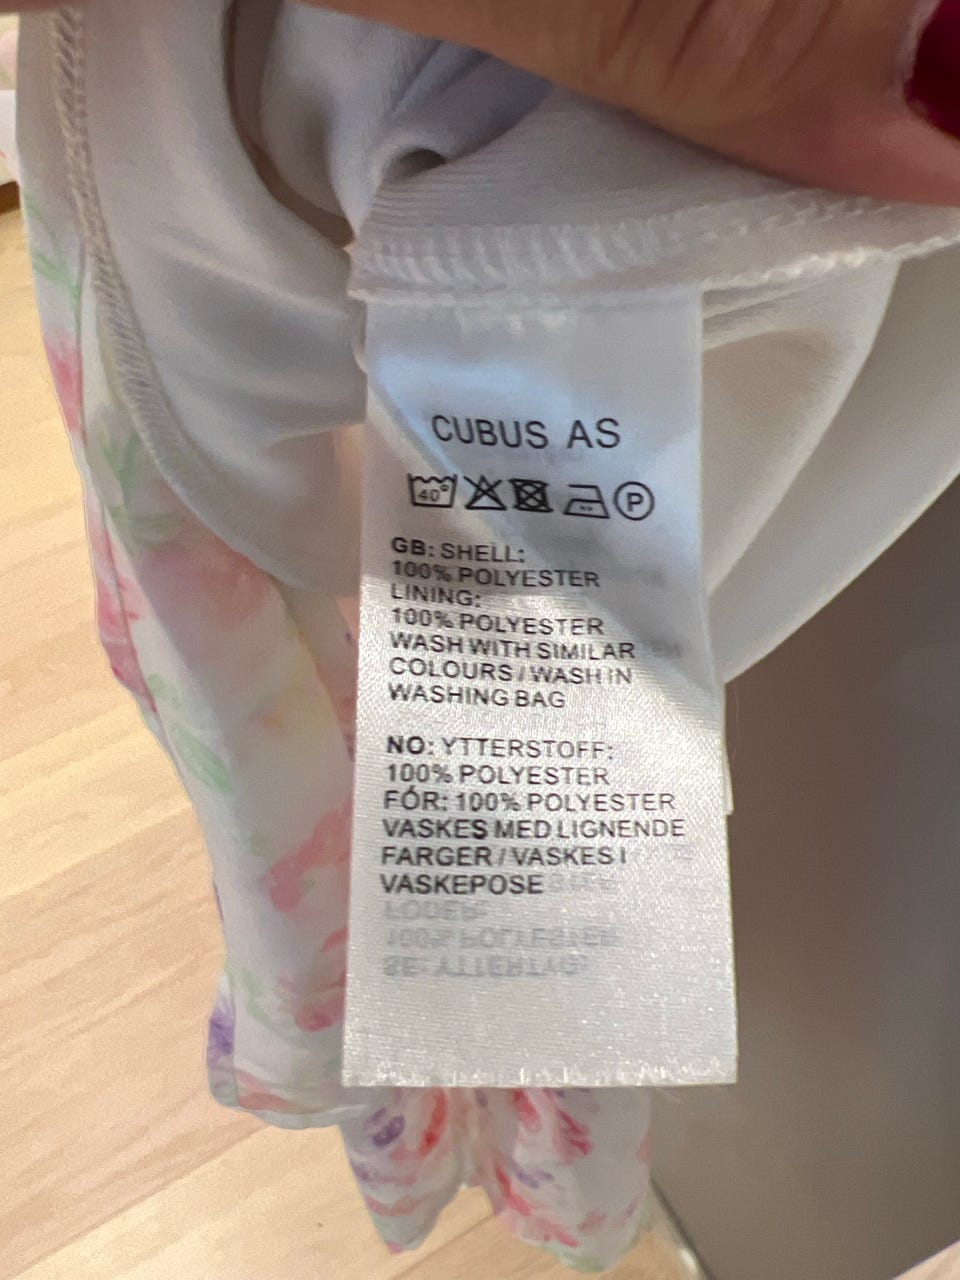 CUBUS AS
40°
P
GB: SHELL:
100% POLYESTER
LINING:
100% POLYESTER
WASH WITH SIMILAR
COLOURS / WASH IN
WASHING BAG
NO: YTTERSTOFF:
100% POLYESTER
FÓR: 100% POLYESTER
VASKES MED LIGNENDE
FARGER / VASKES I
VASKEPOSE